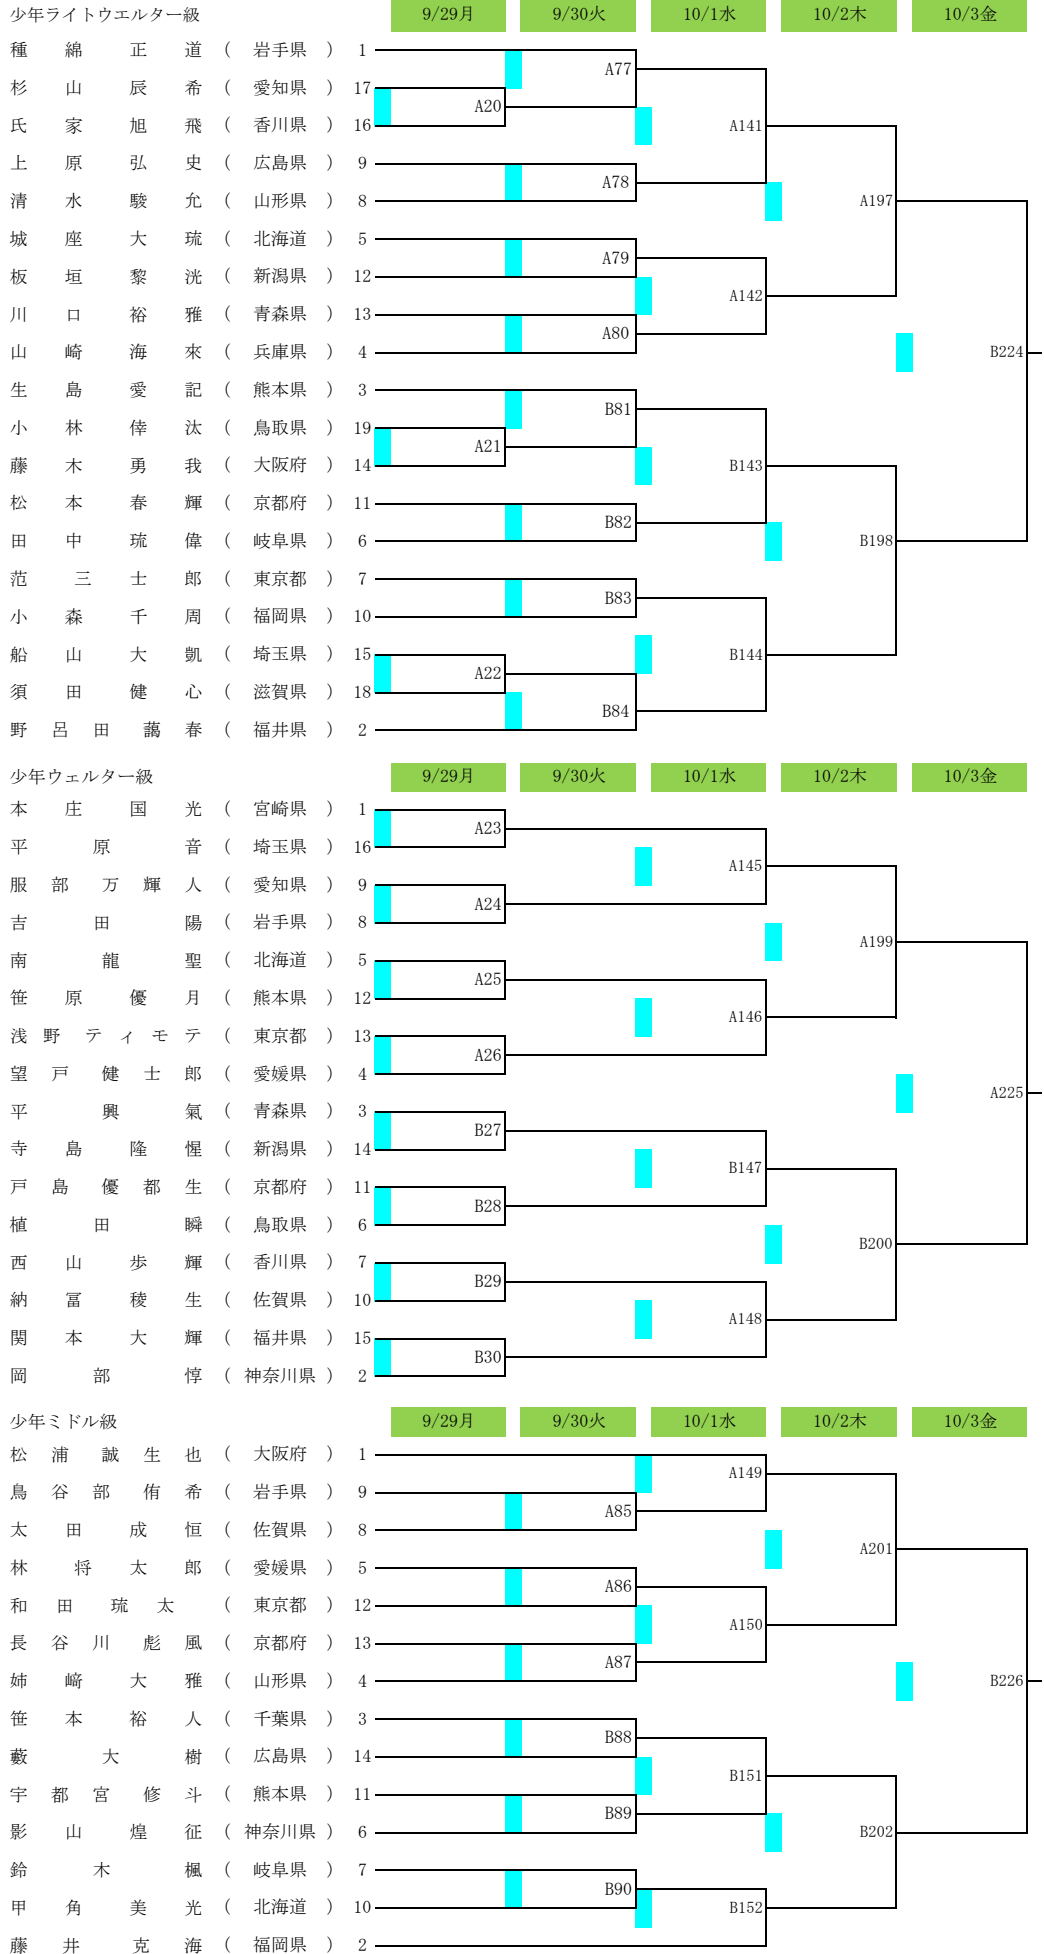 少年ライトウエルター級 9/29月 9/30火 10/1水 10/2木 10/3金
種綿正道 ( 岩手県 ) 1
A77
杉山辰希 ( 愛知県 ) 17
A20
氏家旭飛 ( 香川県 ) 16
A141
上原弘史 ( 広島県 ) 9
A78
清水駿允 ( 山形県 ) 8
A197
城座大琉 ( 北海道 ) 5
A79
板垣黎洸 ( 新潟県 ) 12
A142
川口裕雅 ( 青森県 ) 13
A80
山崎海來 ( 兵庫県 ) 4
B224
生島愛記 ( 熊本県 ) 3
B81
小林倖汰 ( 鳥取県 ) 19
A21
藤木勇我 ( 大阪府 ) 14
B143
松本春輝 ( 京都府 ) 11
B82
田中琉偉 ( 岐阜県 ) 6
B198
范三士郎 ( 東京都 ) 7
B83
小森千周 ( 福岡県 ) 10
船山大凱 ( 埼玉県 ) 15
B144
A22
須田健心 ( 滋賀県 ) 18
B84
野呂田藹春 ( 福井県 ) 2
少年ウェルター級 9/29月 9/30火 10/1水 10/2木 10/3金
本庄国光 ( 宮崎県 ) 1
A23
平原音 ( 埼玉県 ) 16
A145
服部万輝人 ( 愛知県 ) 9
A24
吉田陽 ( 岩手県 ) 8
A199
南龍聖 ( 北海道 ) 5
A25
笹原優月 ( 熊本県 ) 12
A146
浅野ティモテ ( 東京都 ) 13
A26
望戸健士郎 ( 愛媛県 ) 4
A225
平興氣 ( 青森県 ) 3
B27
寺島隆惺 ( 新潟県 ) 14
B147
戸島優都生 ( 京都府 ) 11
B28
植田瞬 ( 鳥取県 ) 6
B200
西山歩輝 ( 香川県 ) 7
B29
納冨稜生 ( 佐賀県 ) 10
A148
関本大輝 ( 福井県 ) 15
B30
岡部惇 ( 神奈川県 ) 2
少年ミドル級 9/29月 9/30火 10/1水 10/2木 10/3金
松浦誠生也 ( 大阪府 ) 1
A149
鳥谷部侑希 ( 岩手県 ) 9
A85
太田成恒 ( 佐賀県 ) 8
A201
林将太郎 ( 愛媛県 ) 5
A86
和田琉太 ( 東京都 ) 12
A150
長谷川彪風 ( 京都府 ) 13
A87
姉﨑大雅 ( 山形県 ) 4
B226
笹本裕人 ( 千葉県 ) 3
B88
藪大樹 ( 広島県 ) 14
B151
宇都宮修斗 ( 熊本県 ) 11
B89
影山煌征 ( 神奈川県 ) 6
B202
鈴木楓 ( 岐阜県 ) 7
B90
甲角美光 ( 北海道 ) 10
B152
藤井克海 ( 福岡県 ) 2